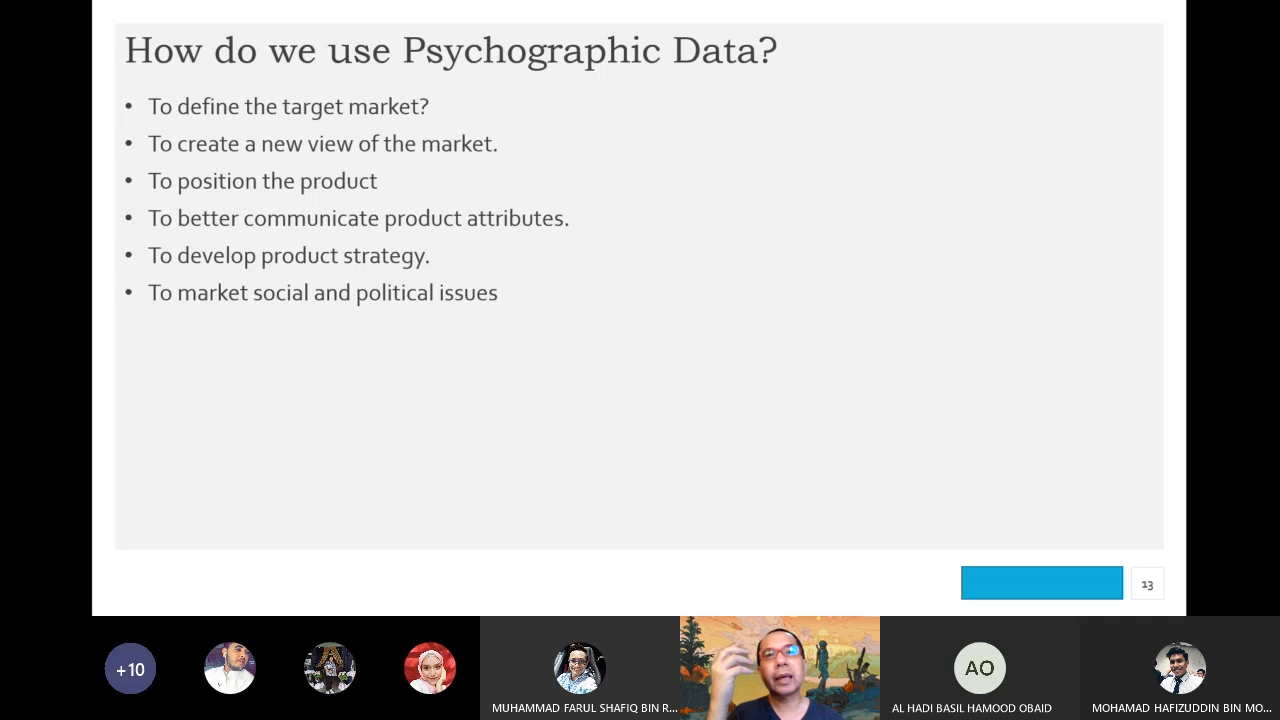 How do we use Psychographic Data?
• To define the target market?
• To create a new view of the market.
• To position the product
• To better communicate product attributes.
• To develop product strategy.
• To market social and political issues
13
+10
AO
MUHAMMAD FARUL SHAFIQ BIN R...
AL HADI BASIL HAMOOD OBAID
MOHAMAD HAFIZUDDIN BIN MO...